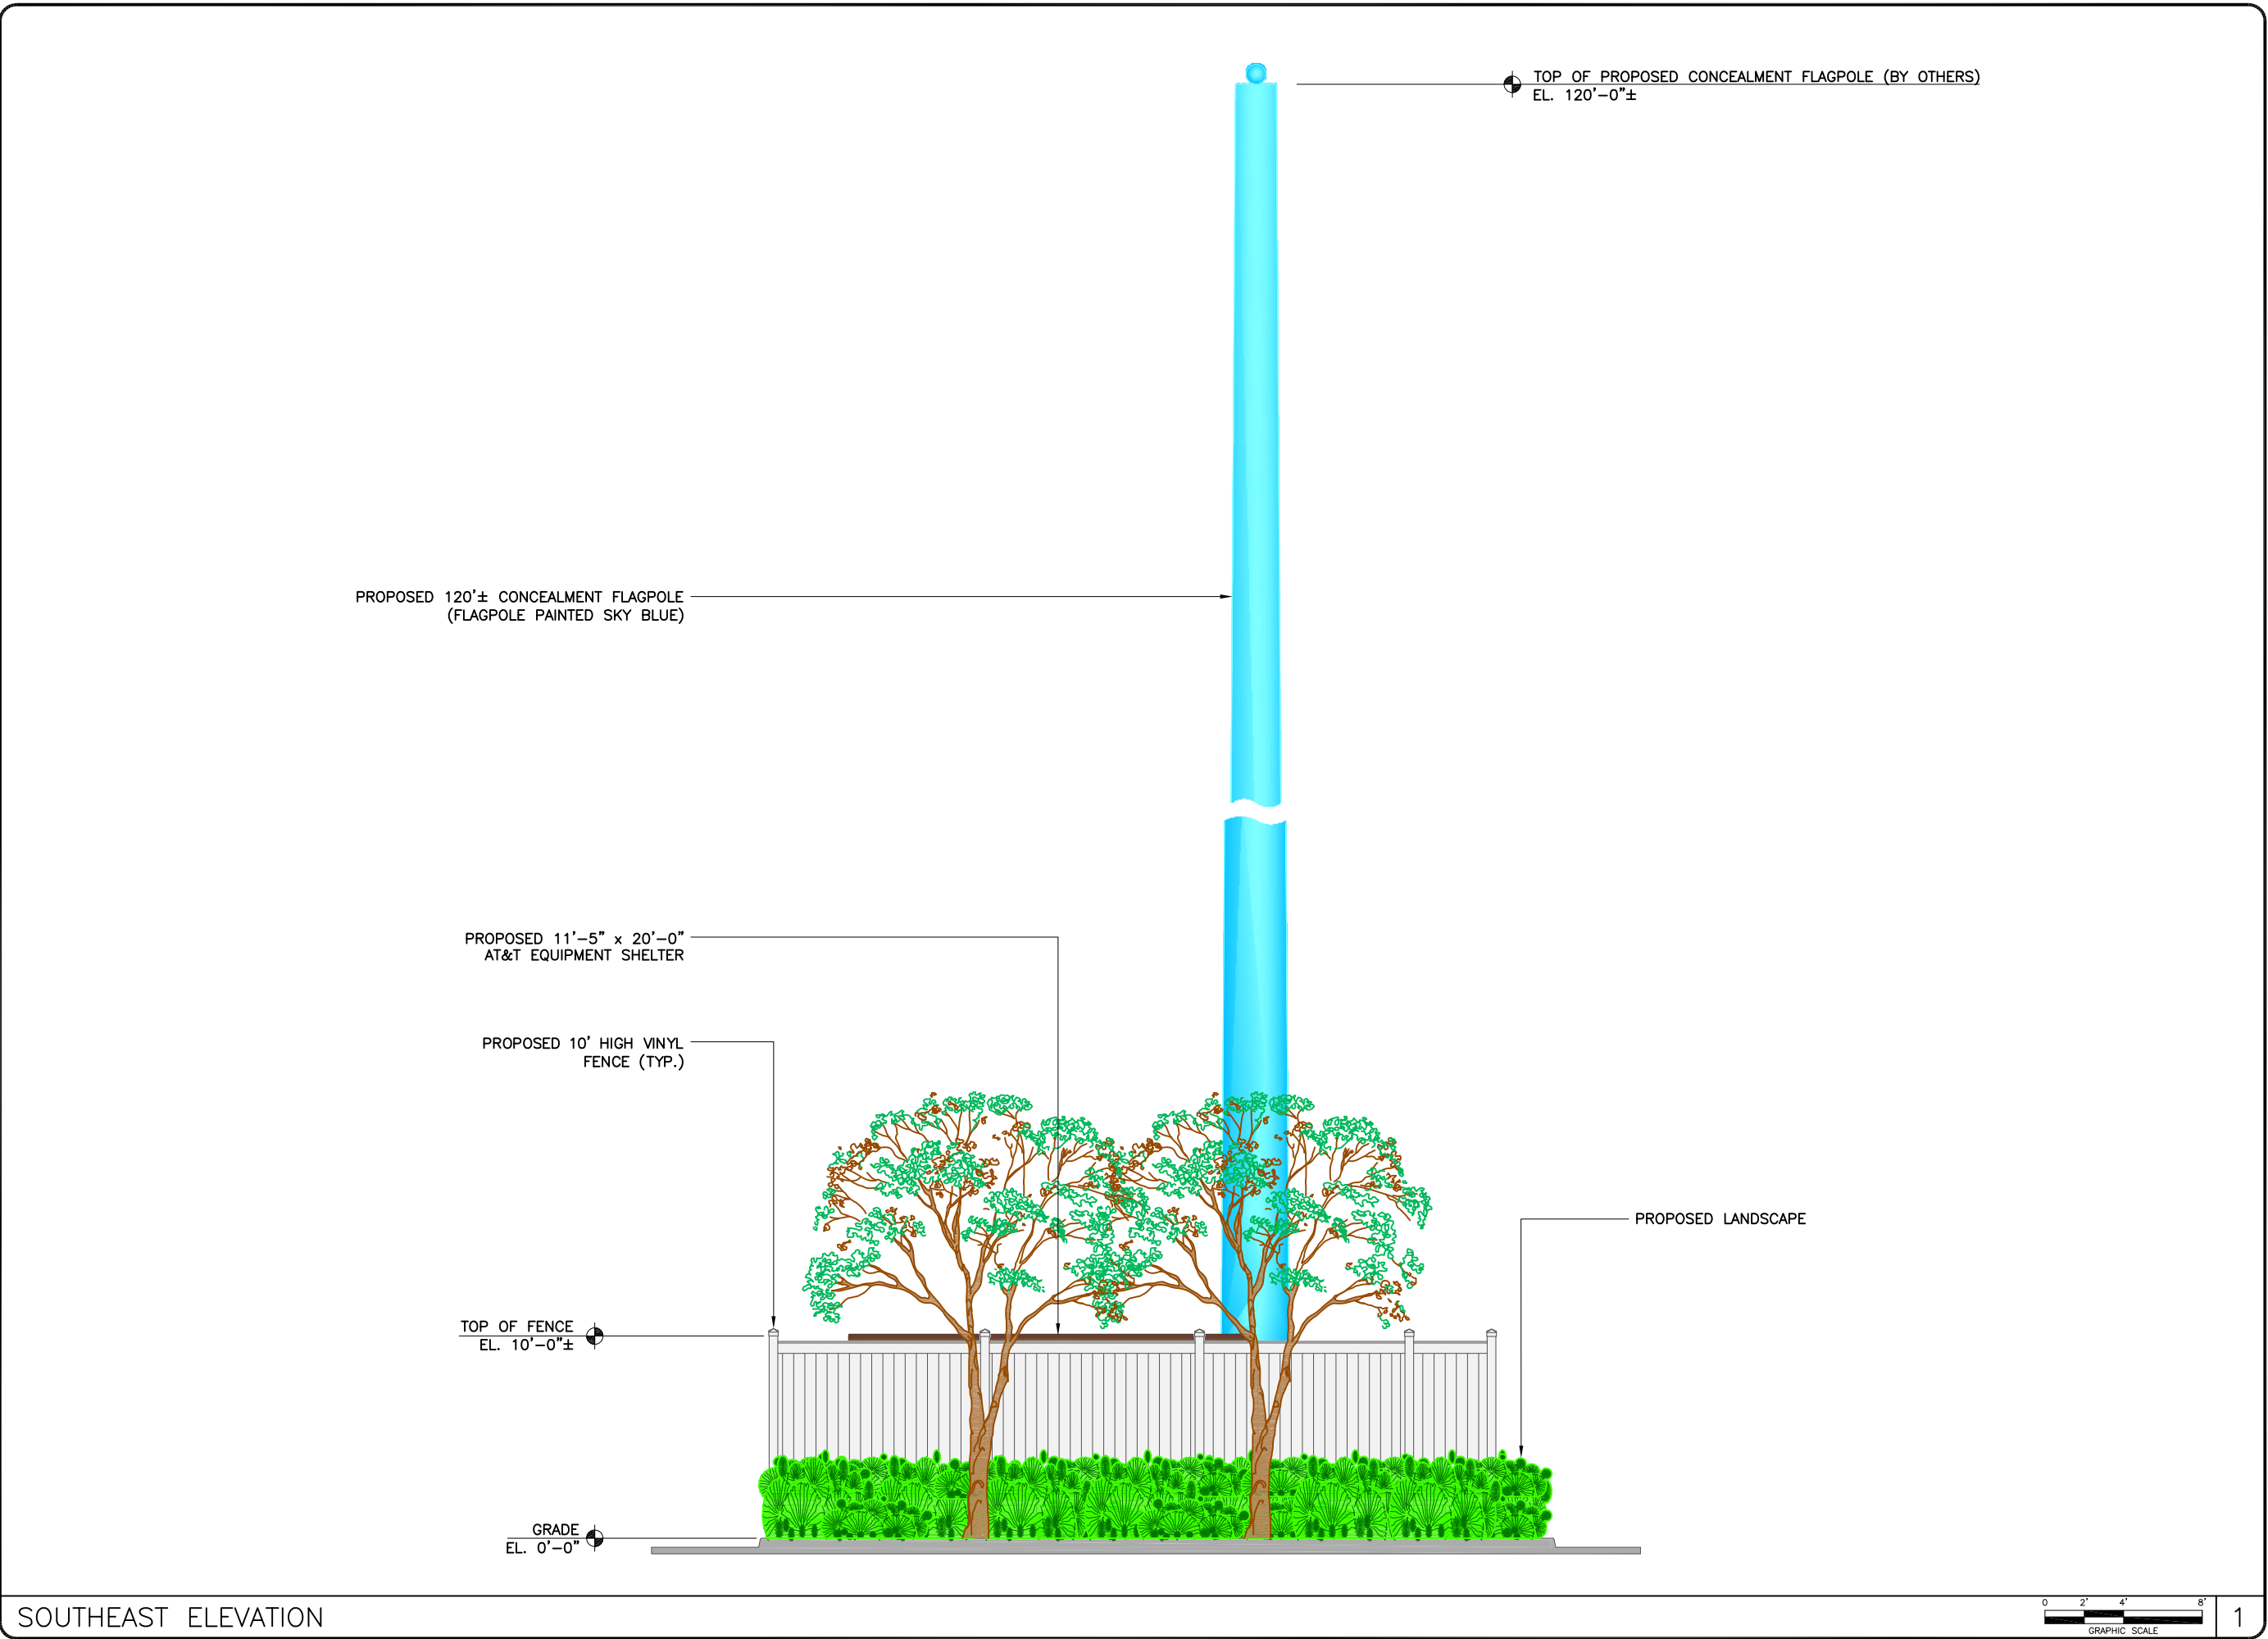 TOP OF PROPOSED CONCEALMENT FLAGPOLE (BY OTHERS)
EL. 120'-0"±
PROPOSED 120'± CONCEALMENT FLAGPOLE
(FLAGPOLE PAINTED SKY BLUE)
PROPOSED 11'-5" x 20'-0"
AT&T EQUIPMENT SHELTER
PROPOSED 10' HIGH VINYL
FENCE (TYP.)
PROPOSED LANDSCAPE
TOP OF FENCE
EL. 10'-0"±
GRADE
EL. 0'-0"
SOUTHEAST ELEVATION
0 2' 4' 8'
GRAPHIC SCALE
1